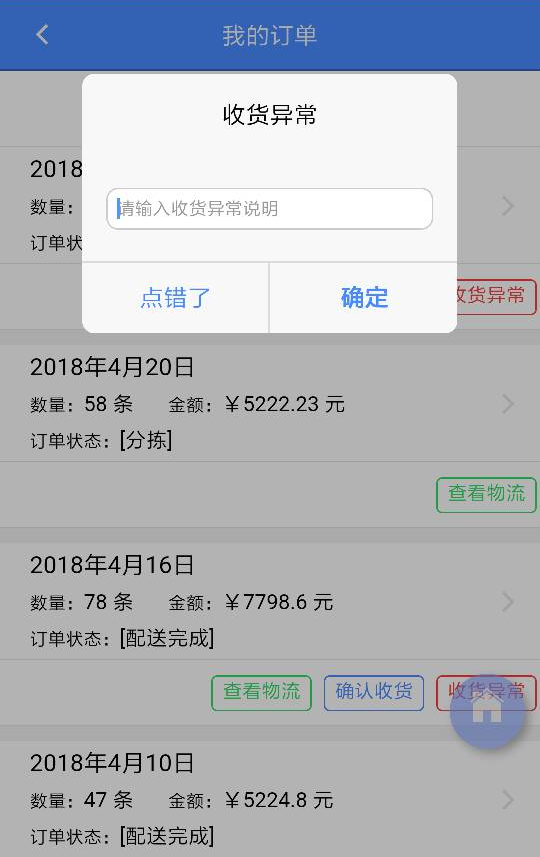 我的订单
收货异常
请输入收货异常说明
点错了 确定
2018
数量：
订单状
收货异常
2018年4月20日
数量：58 条 金额：￥5222.23 元
订单状态：[分拣]
查看物流
2018年4月16日
数量：78 条 金额：￥7798.6 元
订单状态：[配送完成]
查看物流 确认收货 收货异常
2018年4月10日
数量：47 条 金额：￥5224.8 元
订单状态：[配送完成]